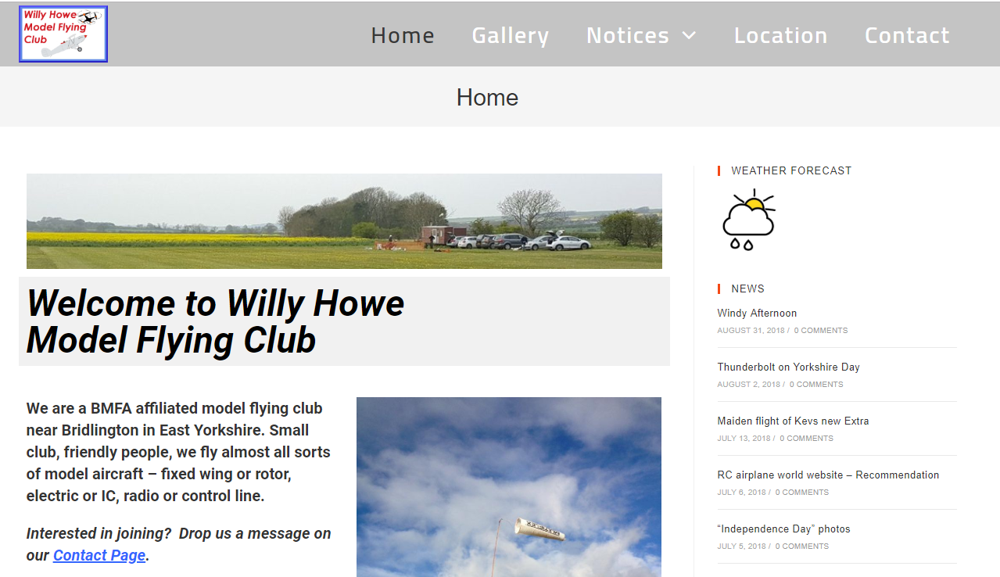 Willy Howe
Model Flying
Club
Home
Gallery
Notices
Location
Contact
Home
Welcome to Willy Howe
Model Flying Club
We are a BMFA affiliated model flying club
near Bridlington in East Yorkshire. Small
club, friendly people, we fly almost all sorts
of model aircraft – fixed wing or rotor,
electric or IC, radio or control line.
Interested in joining?  Drop us a message on
our Contact Page.
WEATHER FORECAST
NEWS
Windy Afternoon
AUGUST 31, 2018 / 0 COMMENTS
Thunderbolt on Yorkshire Day
AUGUST 2, 2018 / 0 COMMENTS
Maiden flight of Kevs new Extra
JULY 13, 2018 / 0 COMMENTS
RC airplane world website – Recommendation
JULY 6, 2018 / 0 COMMENTS
“Independence Day” photos
JULY 5, 2018 / 0 COMMENTS